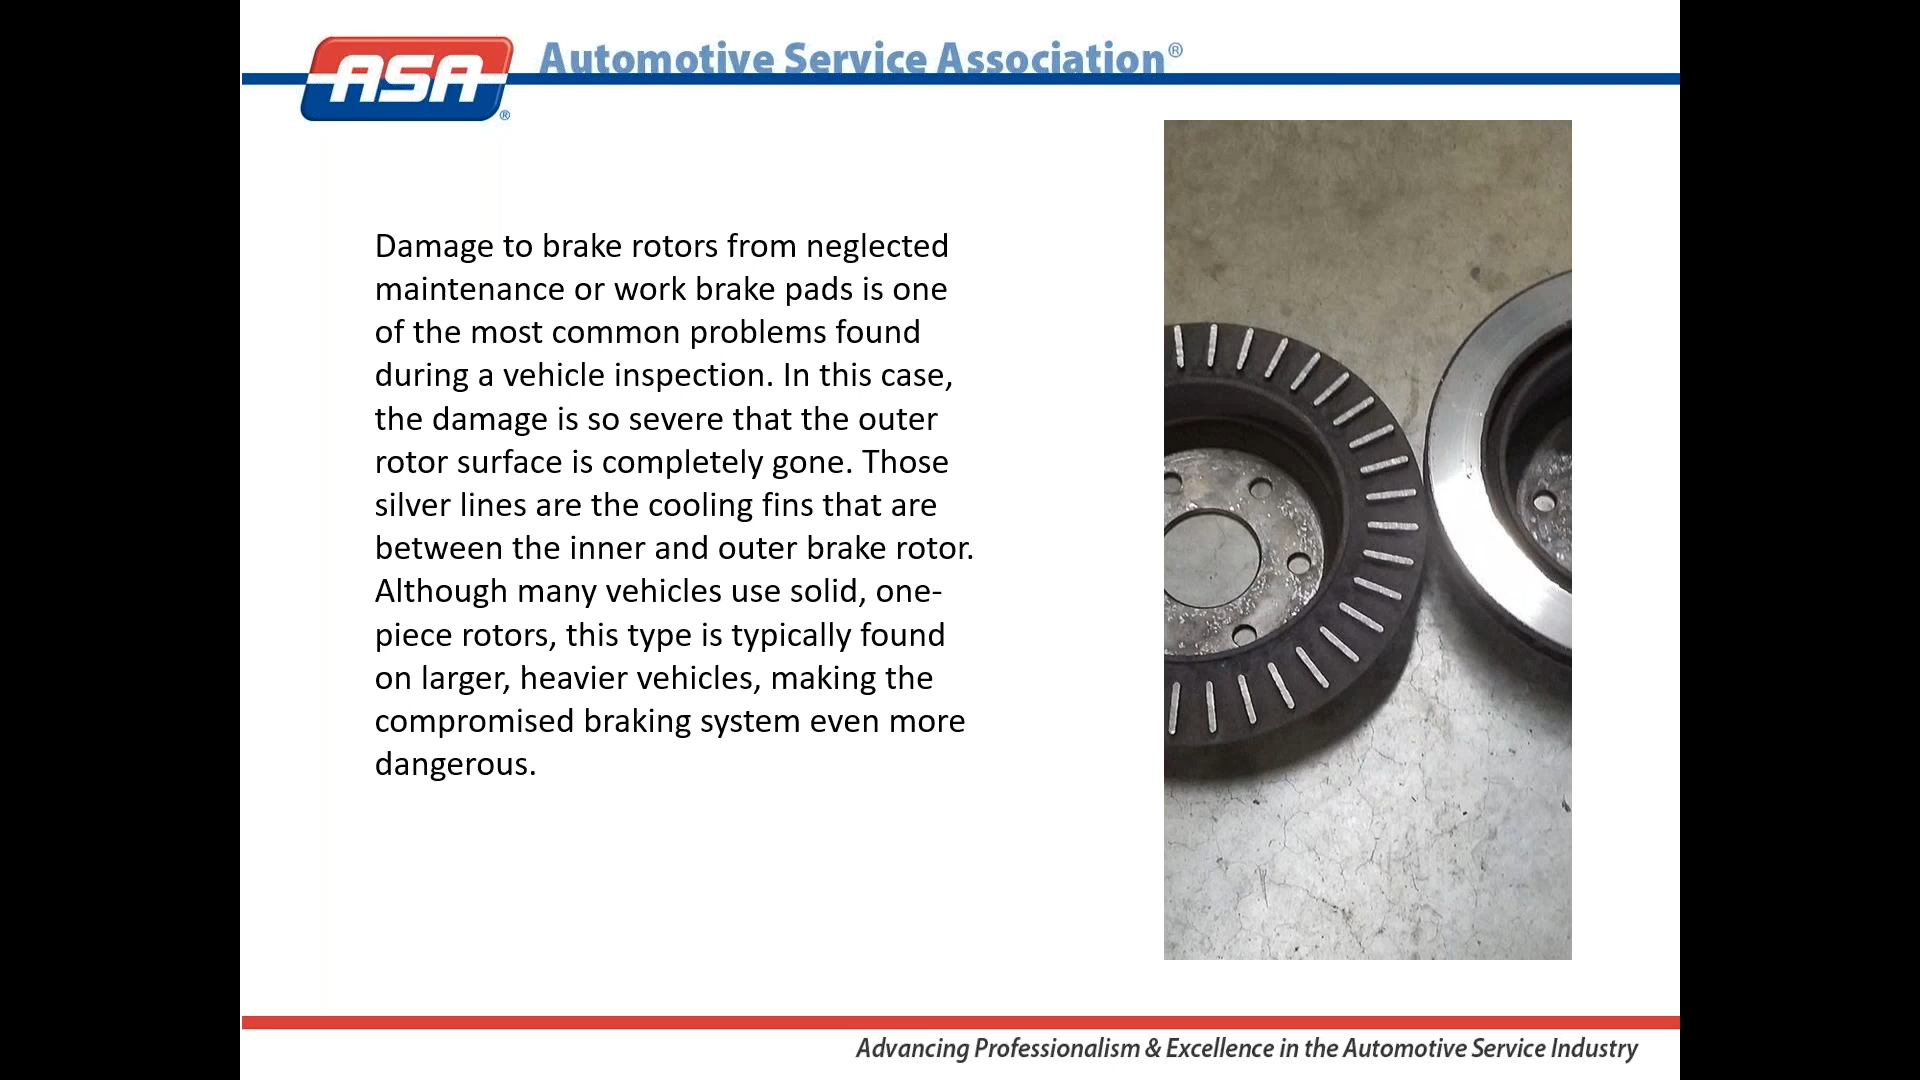 ASA
®
Automotive Service Association®
Damage to brake rotors from neglected
maintenance or work brake pads is one
of the most common problems found
during a vehicle inspection. In this case,
the damage is so severe that the outer
rotor surface is completely gone. Those
silver lines are the cooling fins that are
between the inner and outer brake rotor.
Although many vehicles use solid, one-
piece rotors, this type is typically found
on larger, heavier vehicles, making the
compromised braking system even more
dangerous.
Advancing Professionalism & Excellence in the Automotive Service Industry